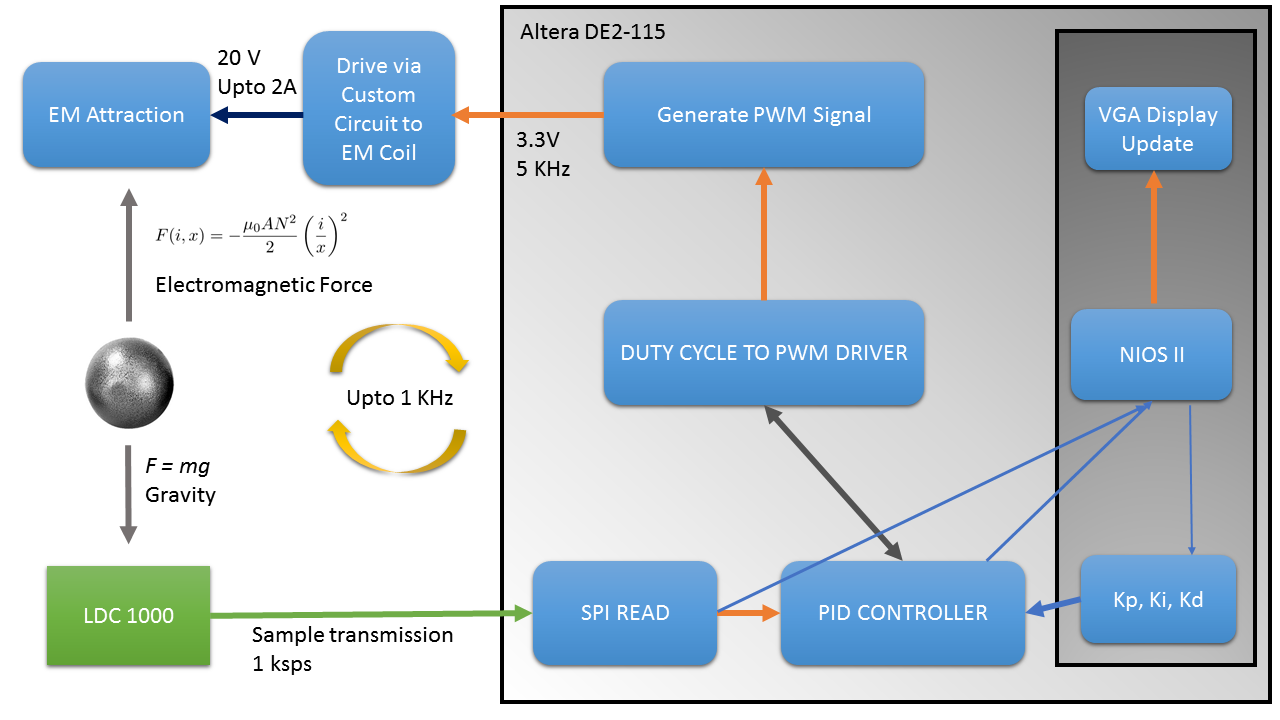 Altera DE2-115
20 V
Upto 2A
EM Attraction
Drive via
Custom
Circuit to
EM Coil
Generate PWM Signal
VGA Display
Update
3.3V
5 KHz
F(i, x) = −\frac{μ₀AN²}{2} \left(\frac{i}{x}\right)²
Electromagnetic Force
DUTY CYCLE TO PWM DRIVER
NIOS II
Upto 1 KHz
F = mg
Gravity
LDC 1000
Sample transmission
1 ksps
SPI READ
PID CONTROLLER
Kp, Ki, Kd